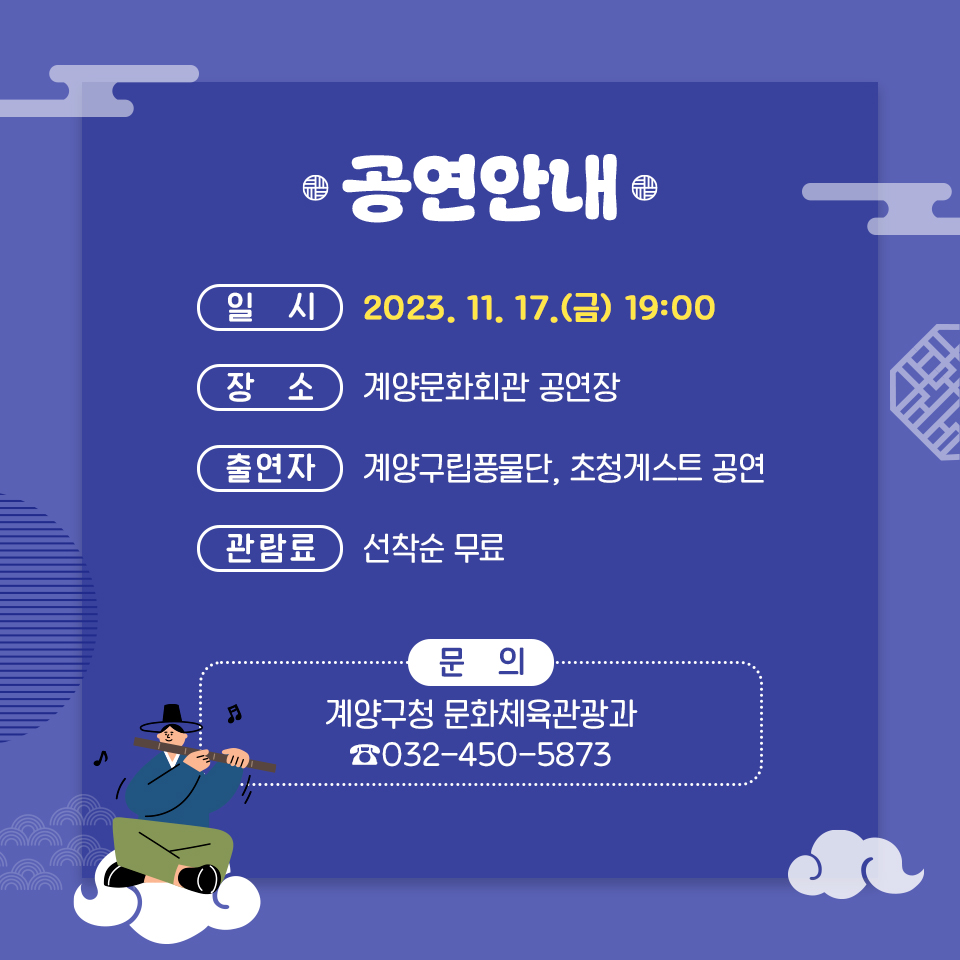 공연안내
일 시 2023. 11. 17.(금) 19:00
장 소 계양문화회관 공연장
출연자 계양구립풍물단, 초청게스트 공연
관람료 선착순 무료
문 의
계양구청 문화체육관광과
☎032-450-5873